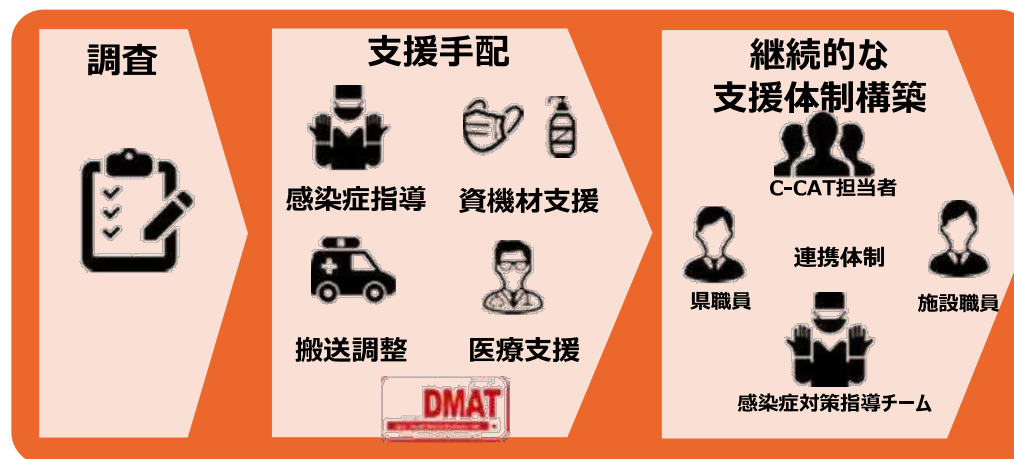 調査
支援手配
感染症指導
資機材支援
搬送調整
医療支援
DMAT
継続的な
支援体制構築
C-CAT担当者
県職員
連携体制
施設職員
感染症対策指導チーム